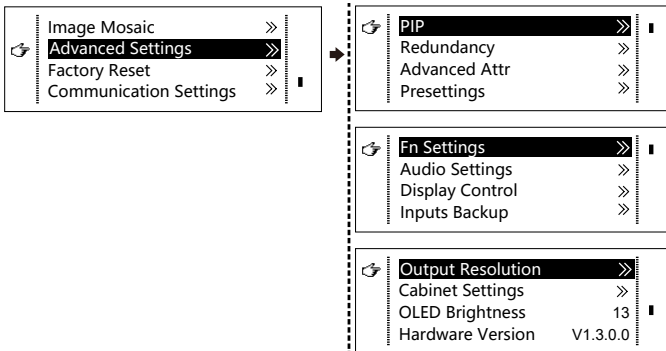 Image Mosaic »
Advanced Settings »
Factory Reset »
Communication Settings »
PIP »
Redundancy »
Advanced Attr »
Presettings »
Fn Settings »
Audio Settings »
Display Control »
Inputs Backup »
Output Resolution »
Cabinet Settings »
OLED Brightness 13
Hardware Version V1.3.0.0